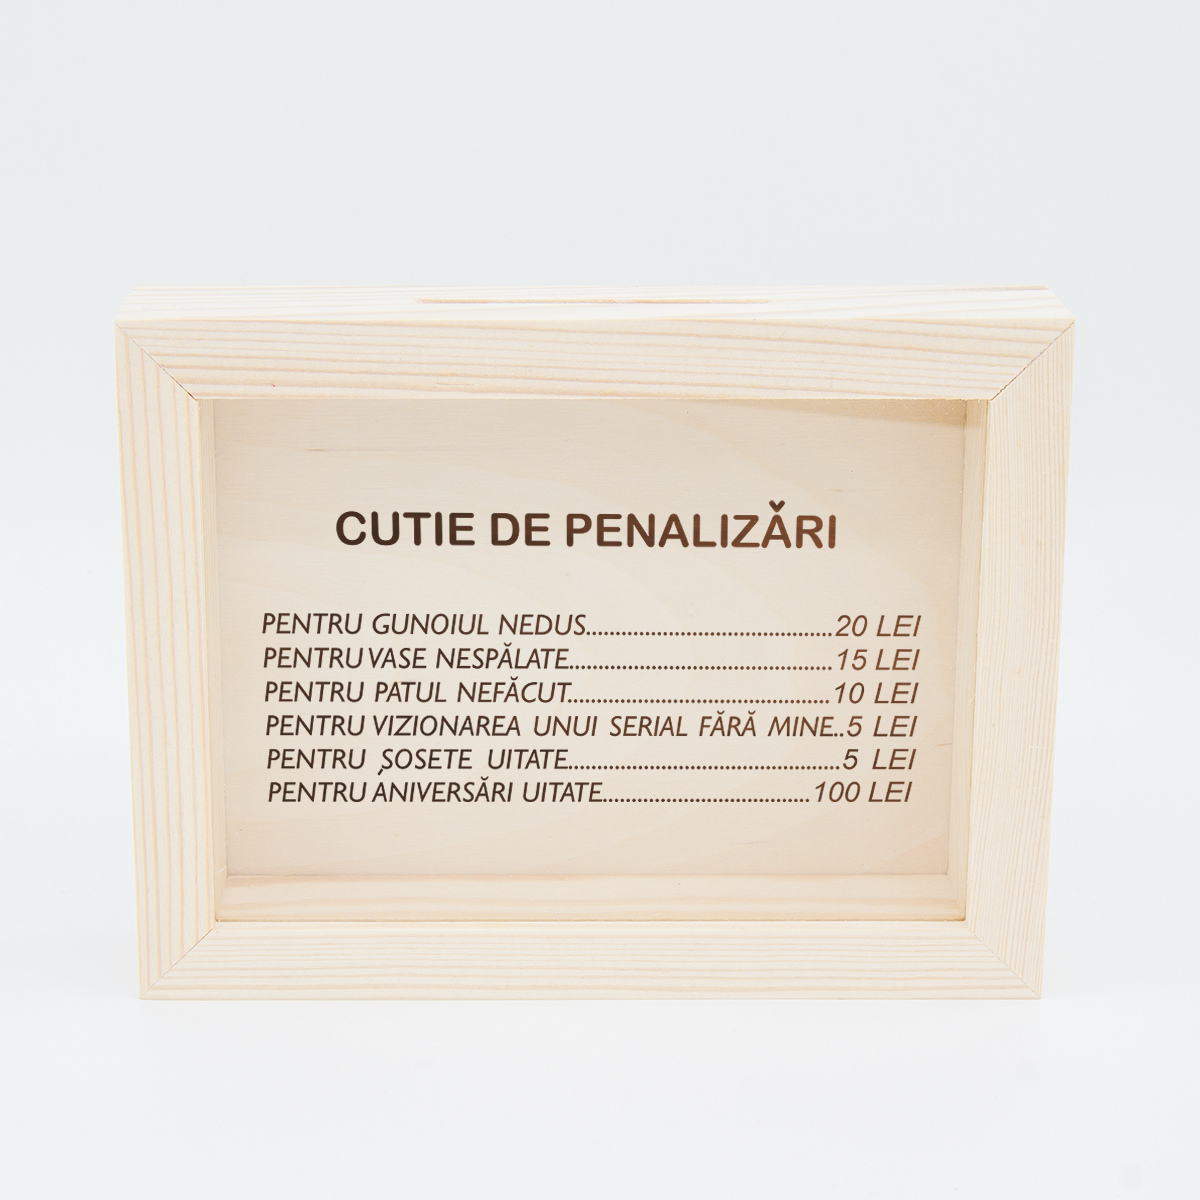 CUTIE DE PENALIZĂRI
PENTRU GUNOIUL NEDUS..........................................20 LEI
PENTRU VASE NESPĂLATE.............................................15 LEI
PENTRU PATUL NEFĂCUT............................................10 LEI
PENTRU VIZIONAREA UNUI SERIAL FĂRĂ MINE..5 LEI
PENTRU ȘOSETE UITATE..............................................5 LEI
PENTRU ANIVERSĂRI UITATE...................................100 LEI